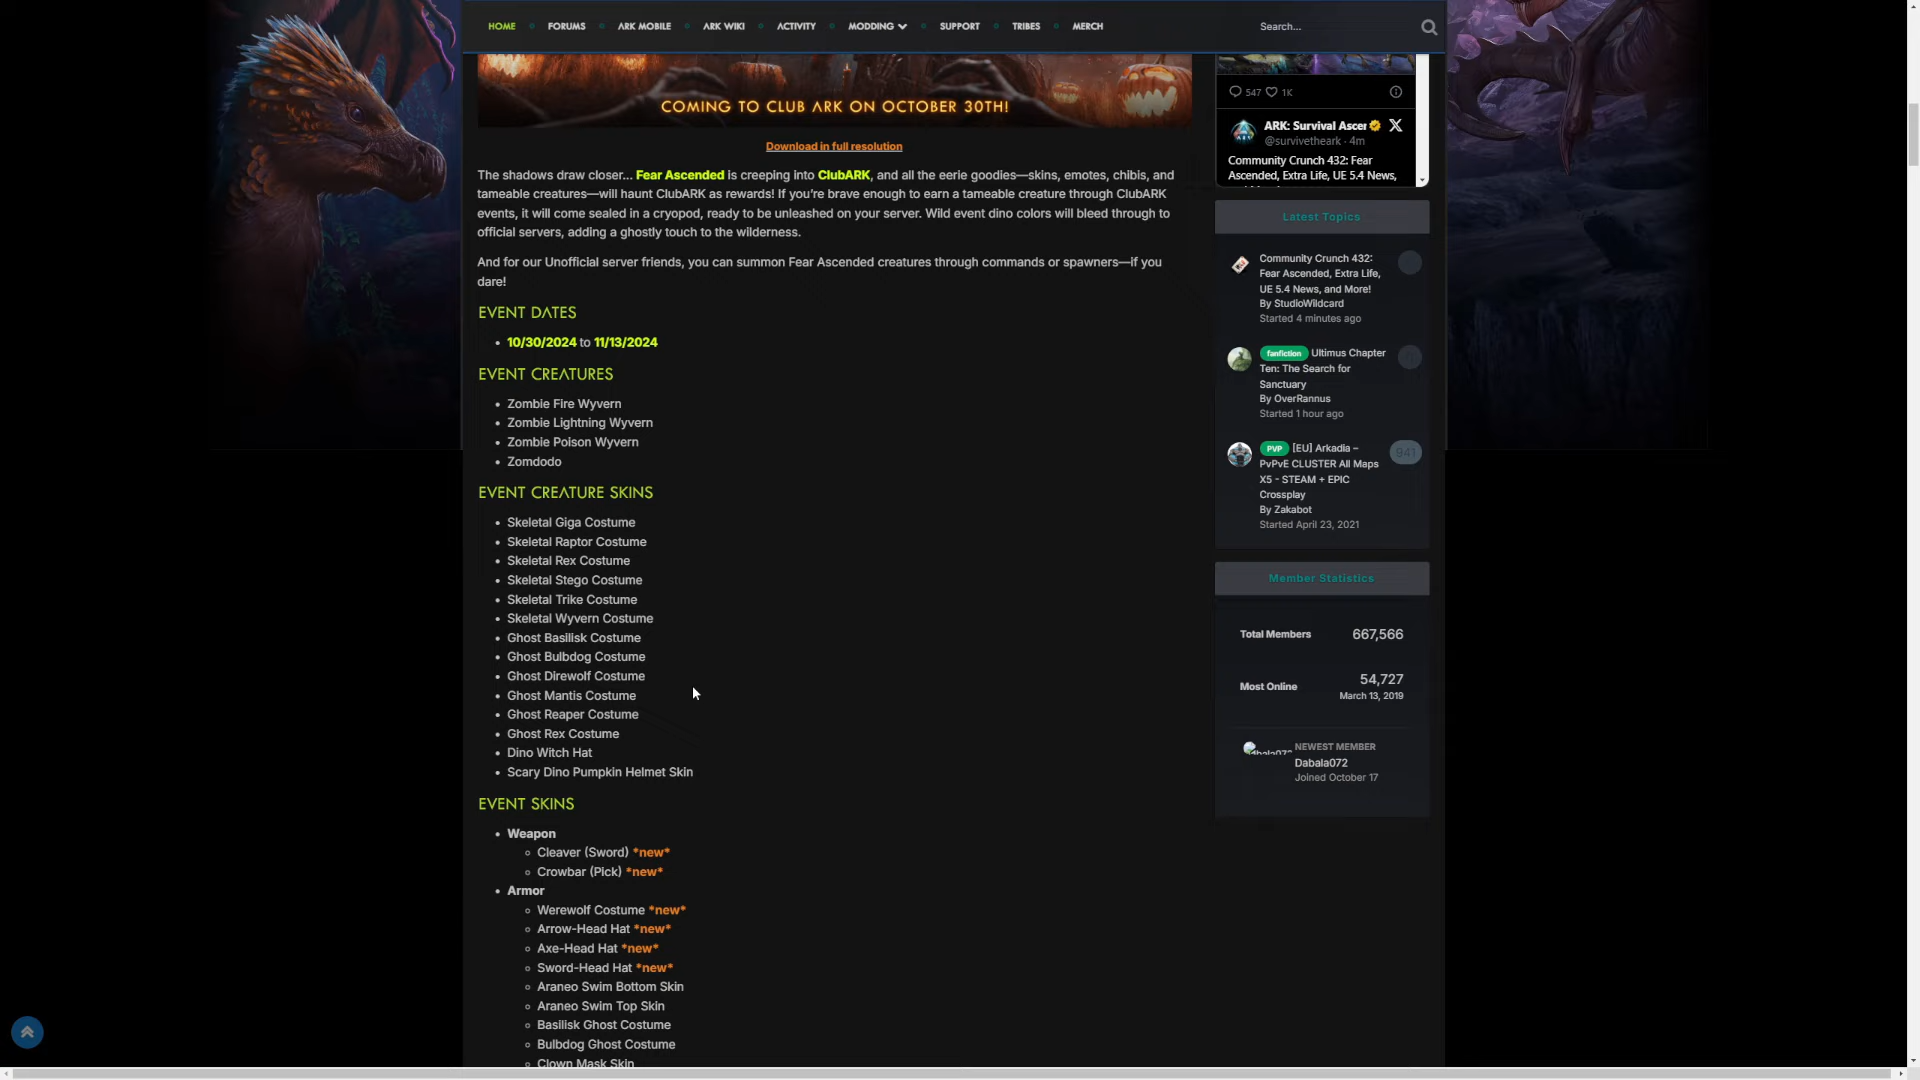 HOME
FORUMS
ARK MOBILE
ARK WIKI
ACTIVITY
MODDING
SUPPORT
TRIBES
MERCH
Search...
COMING TO CLUB ARK ON OCTOBER 30TH!
Download in full resolution
The shadows draw closer... Fear Ascended is creeping into ClubARK, and all the eerie goodies—skins, emotes, chibis, and
tameable creatures—will haunt ClubARK as rewards! If you're brave enough to earn a tameable creature through ClubARK
events, it will come sealed in a cryopod, ready to be unleashed on your server. Wild event dino colors will bleed through to
official servers, adding a ghostly touch to the wilderness.
And for our Unofficial server friends, you can summon Fear Ascended creatures through commands or spawners—if you
dare!
EVENT DATES
10/30/2024 to 11/13/2024
EVENT CREATURES
Zombie Fire Wyvern
Zombie Lightning Wyvern
Zombie Poison Wyvern
Zomdodo
EVENT CREATURE SKINS
Skeletal Giga Costume
Skeletal Raptor Costume
Skeletal Rex Costume
Skeletal Stego Costume
Skeletal Trike Costume
Skeletal Wyvern Costume
Ghost Basilisk Costume
Ghost Bulbdog Costume
Ghost Direwolf Costume
Ghost Mantis Costume
Ghost Reaper Costume
Ghost Rex Costume
Dino Witch Hat
Scary Dino Pumpkin Helmet Skin
EVENT SKINS
Weapon
Cleaver (Sword) *new*
Crowbar (Pick) *new*
Armor
Werewolf Costume *new*
Arrow-Head Hat *new*
Axe-Head Hat *new*
Sword-Head Hat *new*
Araneo Swim Bottom Skin
Araneo Swim Top Skin
Basilisk Ghost Costume
Bulbdog Ghost Costume
Clown Mask Skin
547 1K
ARK: Survival Ascer
@survivetheark · 4m
Community Crunch 432: Fear
Ascended, Extra Life, UE 5.4 News,
Latest Topics
Community Crunch 432:
Fear Ascended, Extra Life,
UE 5.4 News, and More!
By StudioWildcard
Started 4 minutes ago
fanfiction Ultimus Chapter
Ten: The Search for
Sanctuary
By OverRannus
Started 1 hour ago
PVP [EU] Arkadia – 941
PvPvE CLUSTER All Maps
X5 - STEAM + EPIC
Crossplay
By Zakabot
Started April 23, 2021
Member Statistics
Total Members 667,566
Most Online 54,727
March 13, 2019
NEWEST MEMBER
Dabala072
Joined October 17